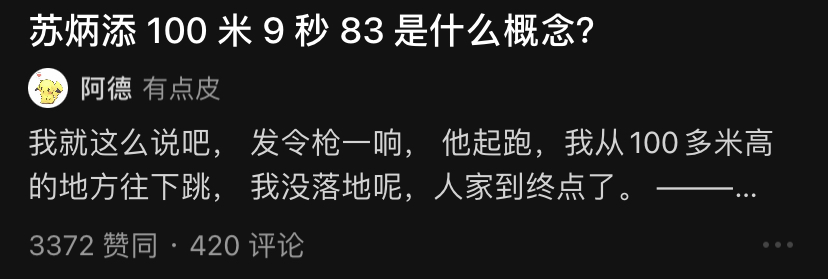 苏炳添 100 米 9 秒 83 是什么概念?
阿德 有点皮
我就这么说吧， 发令枪一响， 他起跑，我从 100 多米高
的地方往下跳， 我没落地呢，人家到终点了。 ———...
3372 赞同 · 420 评论